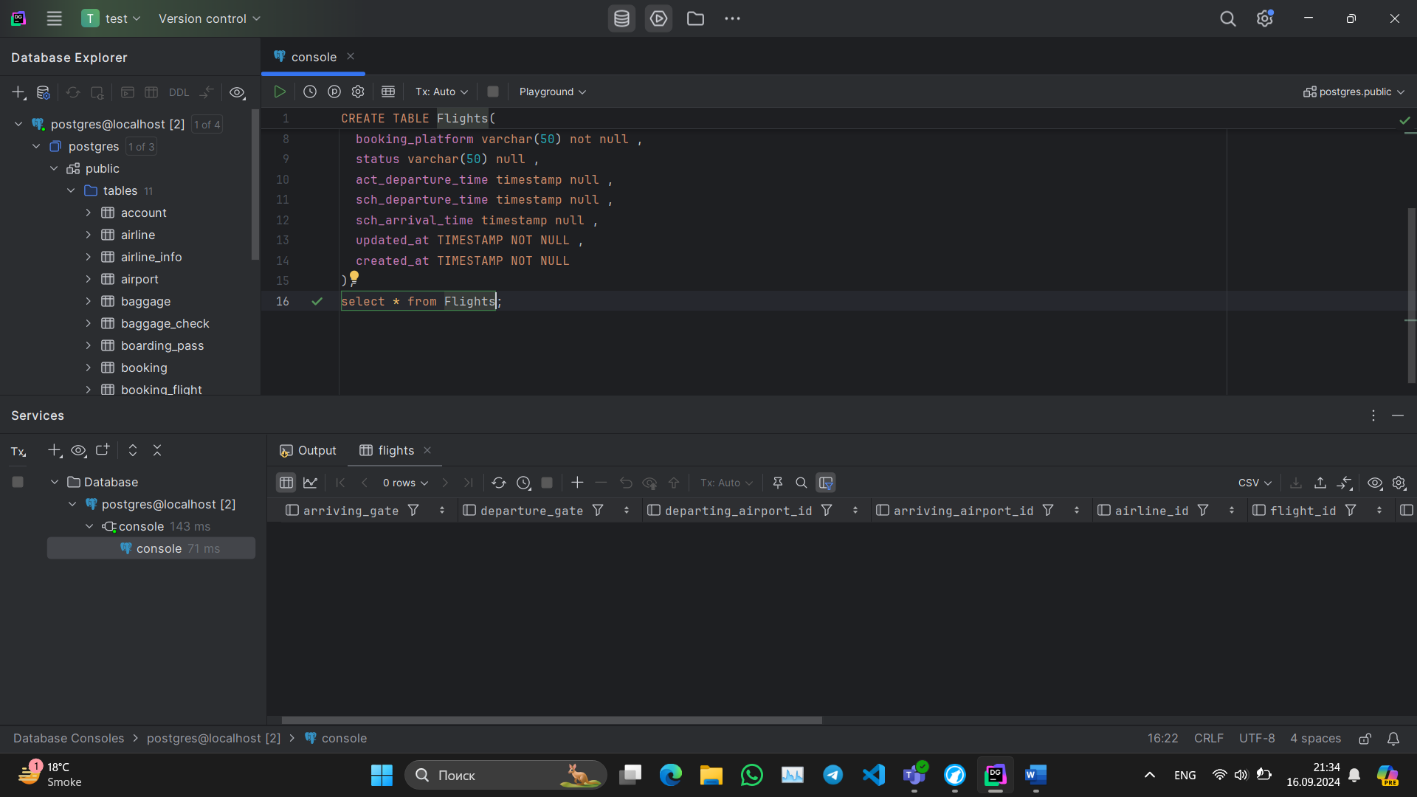 DG T test Version control
Database Explorer
console
DDL
Tx: Auto Playground postgres.public
postgres@localhost [2] 1 of 4
postgres 1 of 3
public
tables 11
account
airline
airline_info
airport
baggage
baggage_check
boarding_pass
booking
booking_flight
1 CREATE TABLE Flights(
8 booking_platform varchar(50) not null ,
9 status varchar(50) null ,
10 act_departure_time timestamp null ,
11 sch_departure_time timestamp null ,
12 sch_arrival_time timestamp null ,
13 updated_at TIMESTAMP NOT NULL ,
14 created_at TIMESTAMP NOT NULL
15 );
16 select * from Flights;
Services
Tx
Database
postgres@localhost [2]
console 143 ms
console 71 ms
Output flights
0 rows Tx: Auto CSV
arriving_gate departure_gate departing_airport_id arriving_airport_id airline_id flight_id
Database Consoles > postgres@localhost [2] > console 16:22 CRLF UTF-8 4 spaces
1 18°C
Smoke
Поиск
DG
ENG
21:34
16.09.2024
PRE